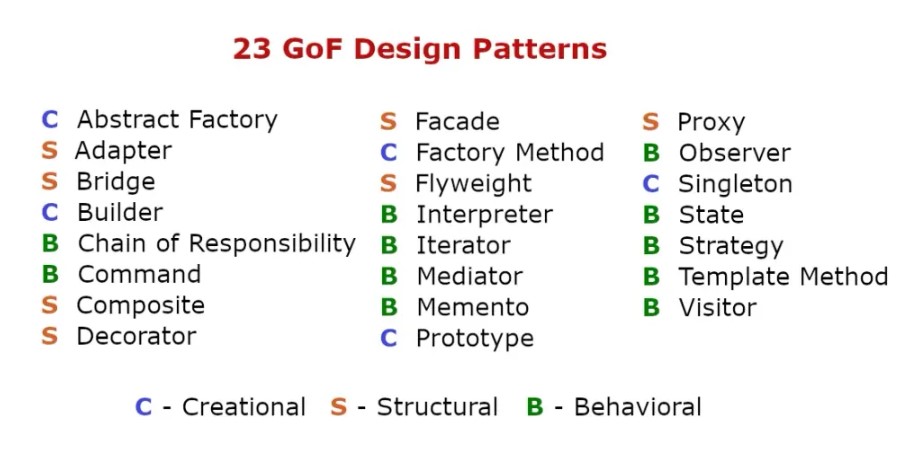 23 GoF Design Patterns
C Abstract Factory
S Adapter
S Bridge
C Builder
B Chain of Responsibility
B Command
S Composite
S Decorator
S Facade
C Factory Method
S Flyweight
B Interpreter
B Iterator
B Mediator
B Memento
C Prototype
S Proxy
B Observer
C Singleton
B State
B Strategy
B Template Method
B Visitor
C - Creational S - Structural B - Behavioral